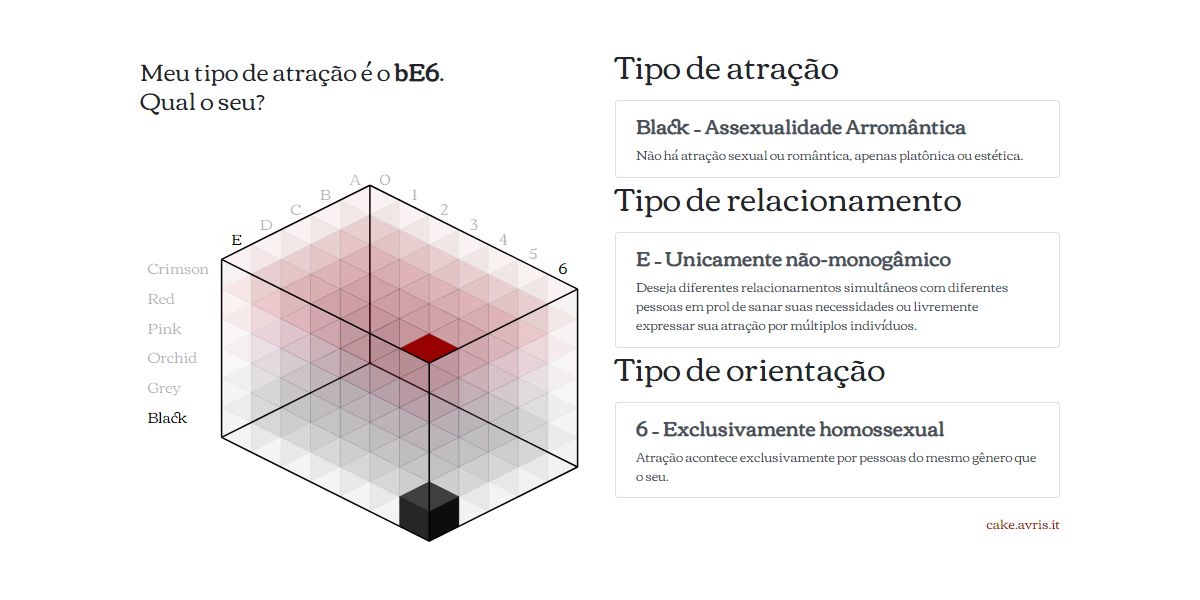 Meu tipo de atração é o bE6.
Qual o seu?
A
B
C
D
E
0
1
2
3
4
5
6
Crimson
Red
Pink
Orchid
Grey
Black
Tipo de atração
Black - Assexualidade Arromântica
Não há atração sexual ou romântica, apenas platônica ou estética.
Tipo de relacionamento
E - Unicamente não-monogâmico
Deseja diferentes relacionamentos simultâneos com diferentes
pessoas em prol de sanar suas necessidades ou livremente
expressar sua atração por múltiplos indivíduos.
Tipo de orientação
6 - Exclusivamente homossexual
Atração acontece exclusivamente por pessoas do mesmo gênero que
o seu.
cake.avris.it